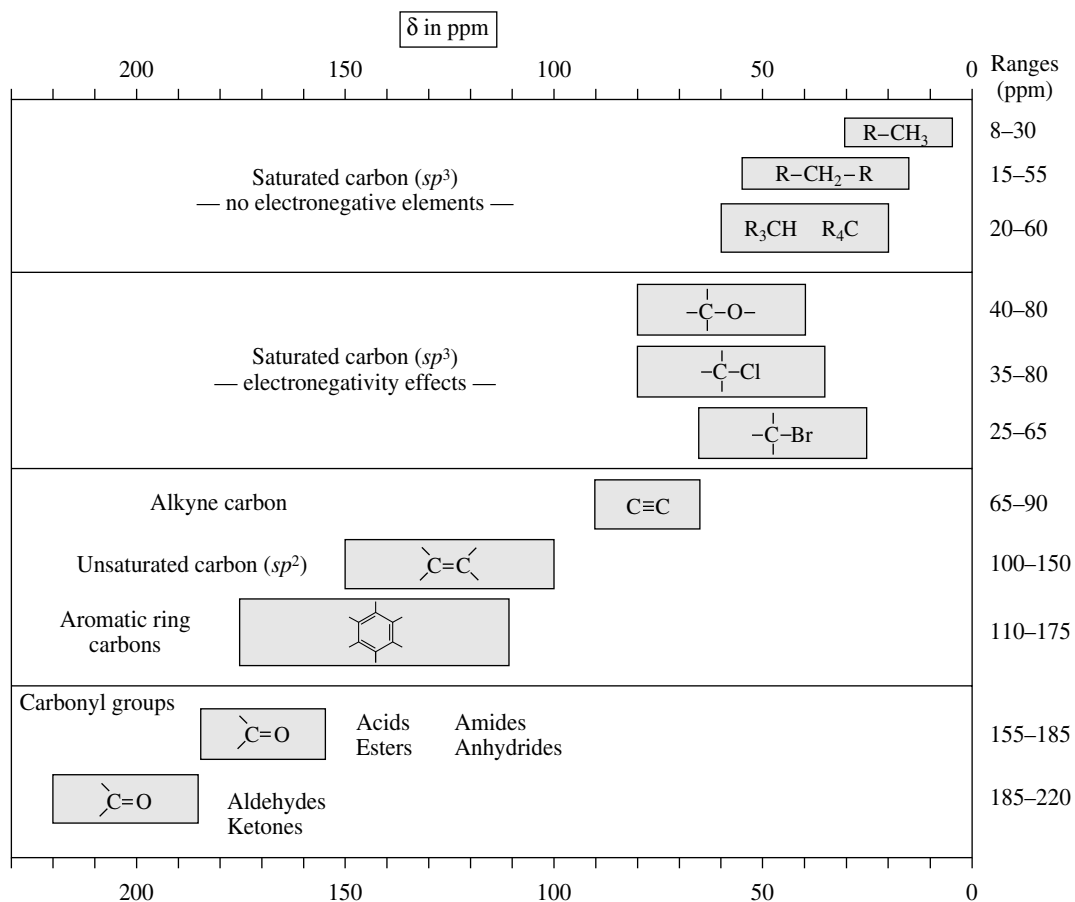 δ in ppm
200 150 100 50 0 Ranges
(ppm)
R–CH₃ 8–30
Saturated carbon (sp³)
— no electronegative elements —
R–CH₂–R 15–55
R₃CH R₄C 20–60
–C–O– 40–80
Saturated carbon (sp³)
— electronegativity effects —
–C–Cl 35–80
–C–Br 25–65
Alkyne carbon C≡C 65–90
Unsaturated carbon (sp²) C=C 100–150
Aromatic ring
carbons
110–175
Carbonyl groups
C=O Acids Amides
Esters Anhydrides
155–185
C=O Aldehydes
Ketones
185–220
200 150 100 50 0